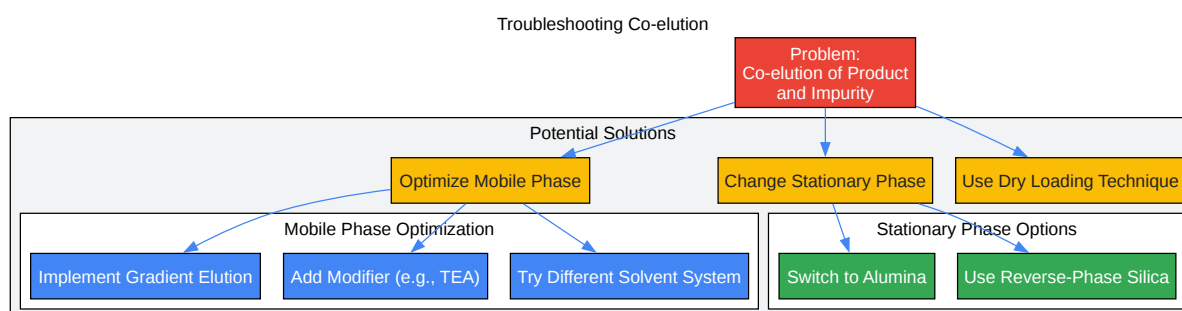 Troubleshooting Co-elution
Problem:
Co-elution of Product
and Impurity
Potential Solutions
Optimize Mobile Phase
Change Stationary Phase
Use Dry Loading Technique
Mobile Phase Optimization
Stationary Phase Options
Implement Gradient Elution
Add Modifier (e.g., TEA)
Try Different Solvent System
Switch to Alumina
Use Reverse-Phase Silica